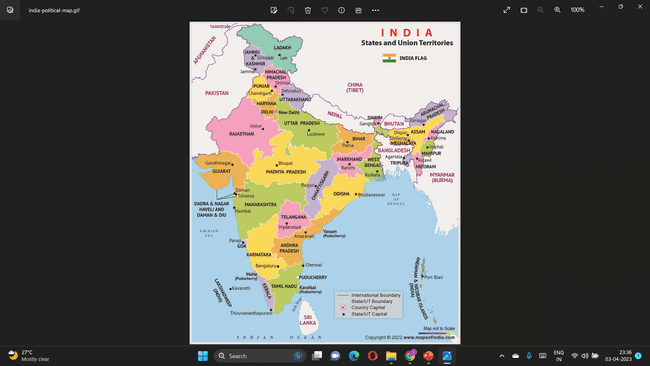 india-political-map.gif
100%
INDIA
States and Union Territories
INDIA FLAG
TAJIKISTAN
AFGHANISTAN
LADAKH
JAMMU
&
KASHMIR
Srinagar
Leh
Jammu
HIMACHAL
PRADESH
Shimla
PUNJAB
Chandigarh
Dehradun
UTTARAKHAND
HARYANA
DELHI
New Delhi
PAKISTAN
CHINA
(TIBET)
NEPAL
SIKKIM
Gangtok
BHUTAN
ARUNACHAL PRADESH
Itanagar
RAJASTHAN
Jaipur
UTTAR PRADESH
Lucknow
BIHAR
Patna
ASSAM
Dispur
Shillong
MEGHALAYA
NAGALAND
Kohima
Imphal
MANIPUR
BANGLADESH
Agartala
TRIPURA
Aizawl
MIZORAM
MYANMAR
(BURMA)
Gandhinagar
GUJARAT
Bhopal
MADHYA PRADESH
JHARKHAND
Ranchi
WEST
BENGAL
Kolkata
CHHATTISGARH
Raipur
ODISHA
Bhubaneswar
Daman
Silvassa
DADRA & NAGAR
HAVELI AND
DAMAN & DIU
MAHARASHTRA
Mumbai
TELANGANA
Hyderabad
Amaravati
Yanam
(Puducherry)
BAY
OF
BENGAL
ARABIAN
SEA
Panaji
GOA
KARNATAKA
ANDHRA
PRADESH
Bengaluru
Chennai
Mahe
(Puducherry)
PUDUCHERRY
Karaikal
(Puducherry)
TAMIL NADU
KERALA
LAKSHADWEEP
(INDIA)
Kavaratti
Thiruvananthapuram
SRI
LANKA
ANDAMAN & NICOBAR ISLANDS
(INDIA)
Port Blair
International Boundary
State/UT Boundary
Country Capital
State/UT Capital
Map not to Scale
INDIAN OCEAN
Copyright © 2022 www.mapsofindia.com
27°C
Mostly clear
Search
ENG
IN
23:36
03-04-2023